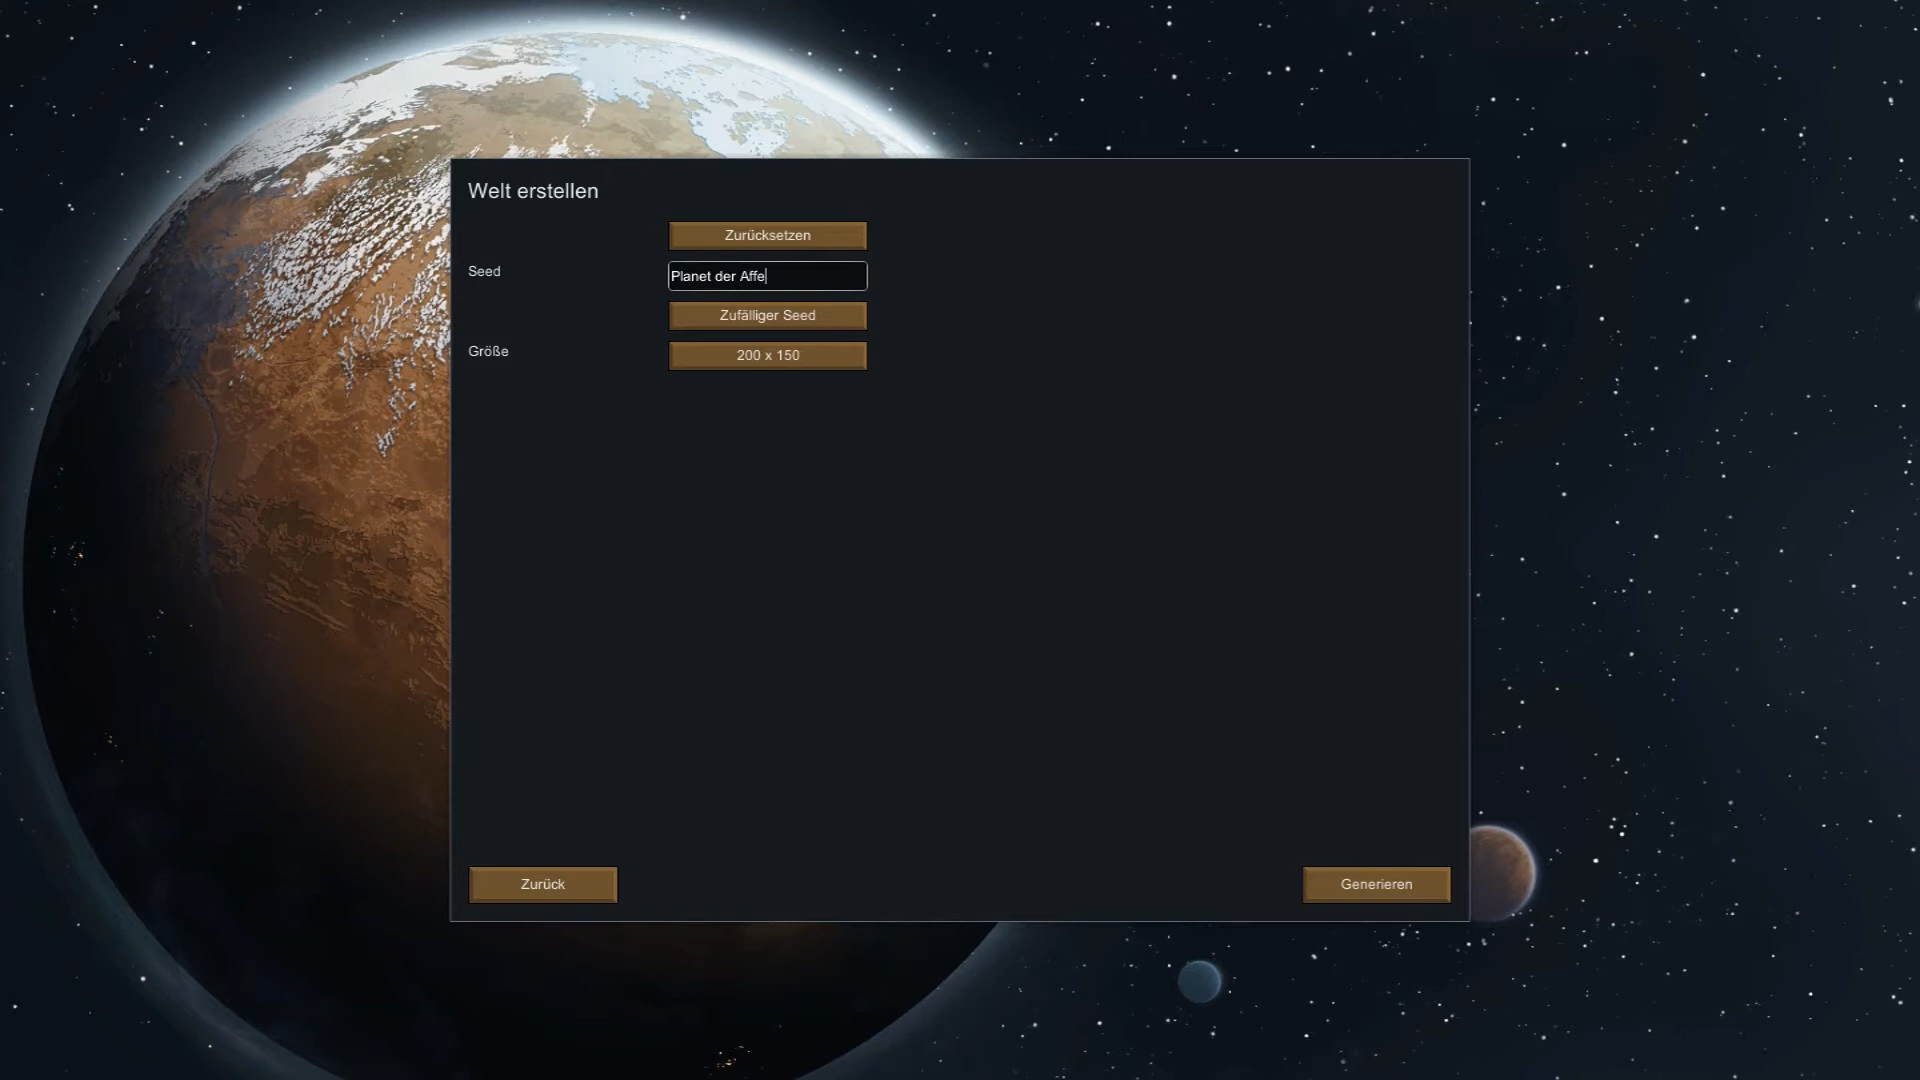 Welt erstellen
Zurücksetzen
Seed
Planet der Affe
Zufälliger Seed
Größe
200 x 150
Zurück
Generieren